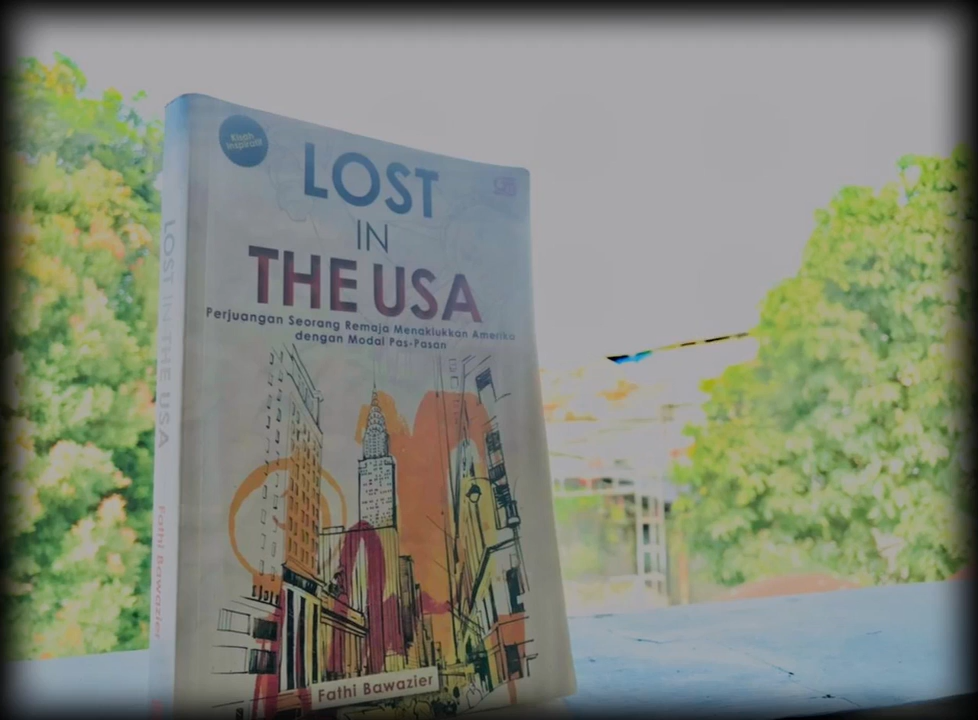 Kisah
Inspiratif
LOST
IN
THE USA
Perjuangan Seorang Remaja Menaklukkan Amerika
dengan Modal Pas-Pasan
Fathi Bawazier
LOST IN THE USA
Fathi Bawazier